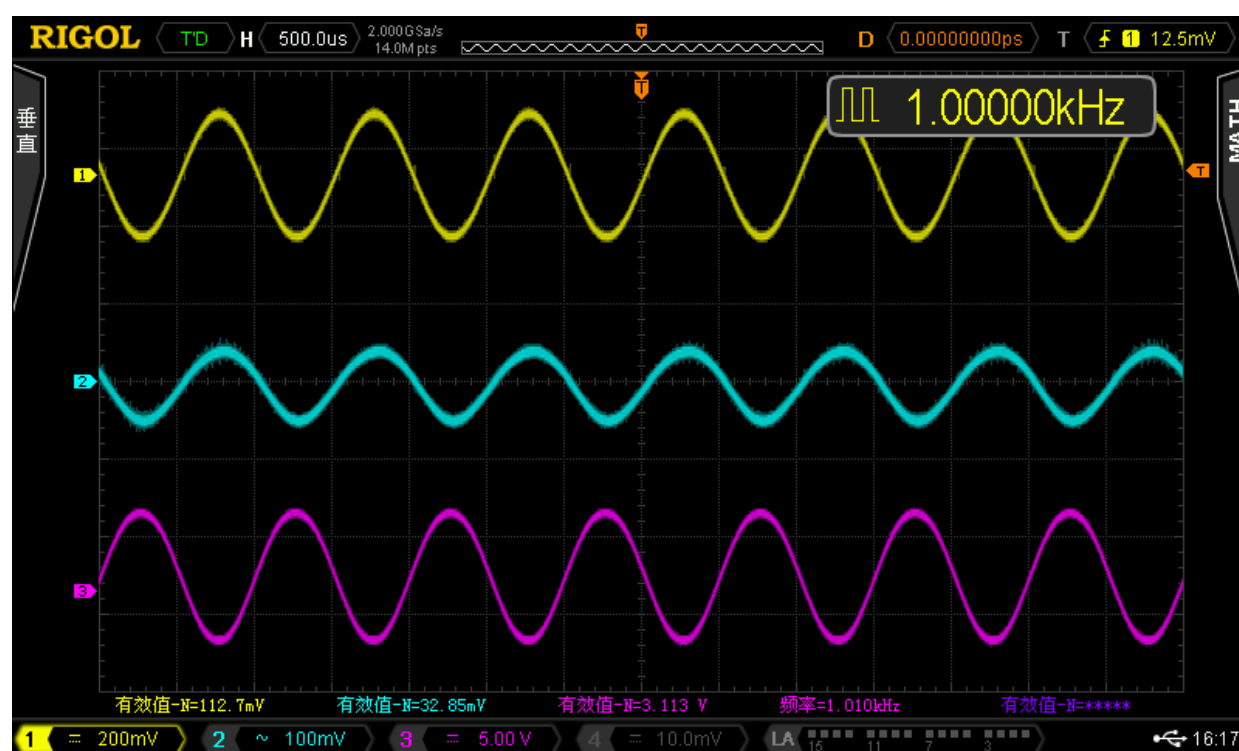 RIGOL T'D H 500.0us 2.000GSa/s D 0.00000000ps T 1 12.5mV
14.0M pts
T
垂直
MATH
1.00000kHz
1
T
2
3
有效值-N=112.7mV 有效值-N=32.85mV 有效值-N=3.113 V 频率=1.010kHz 有效值-N=*****
1 = 200mV 2 ~ 100mV 3 = 5.00 V 4 = 10.0mV LA 15 11 7 3 16:17